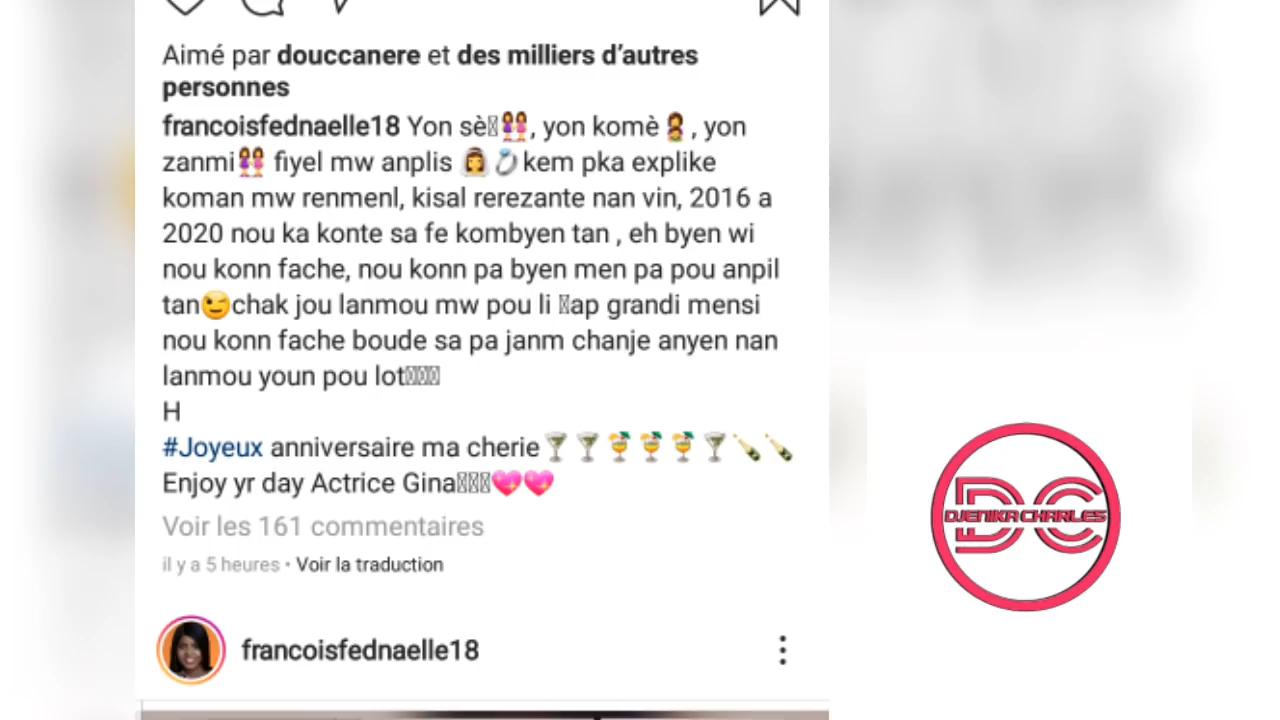 Aimé par douccanere et des milliers d’autres
personnes
francoisfednaelle18 Yon sè👭, yon komè🤱, yon
zanmi👭 fiyel mw anplis 👰💍kem pka explike
koman mw renmenl, kisal rerezante nan vin, 2016 a
2020 nou ka konte sa fe kombyen tan , eh byen wi
nou konn fache, nou konn pa byen men pa pou anpil
tan😉chak jou lanmou mw pou li ap grandi mensi
nou konn fache boude sa pa janm chanje anyen nan
lanmou youn pou lot
H
#Joyeux anniversaire ma cherie🍸🍸🍹🍹🍹🍸🍾🍾
Enjoy yr day Actrice Gina💖💖
Voir les 161 commentaires
il y a 5 heures • Voir la traduction
francoisfednaelle18
DC
DJENIKA CHARLES